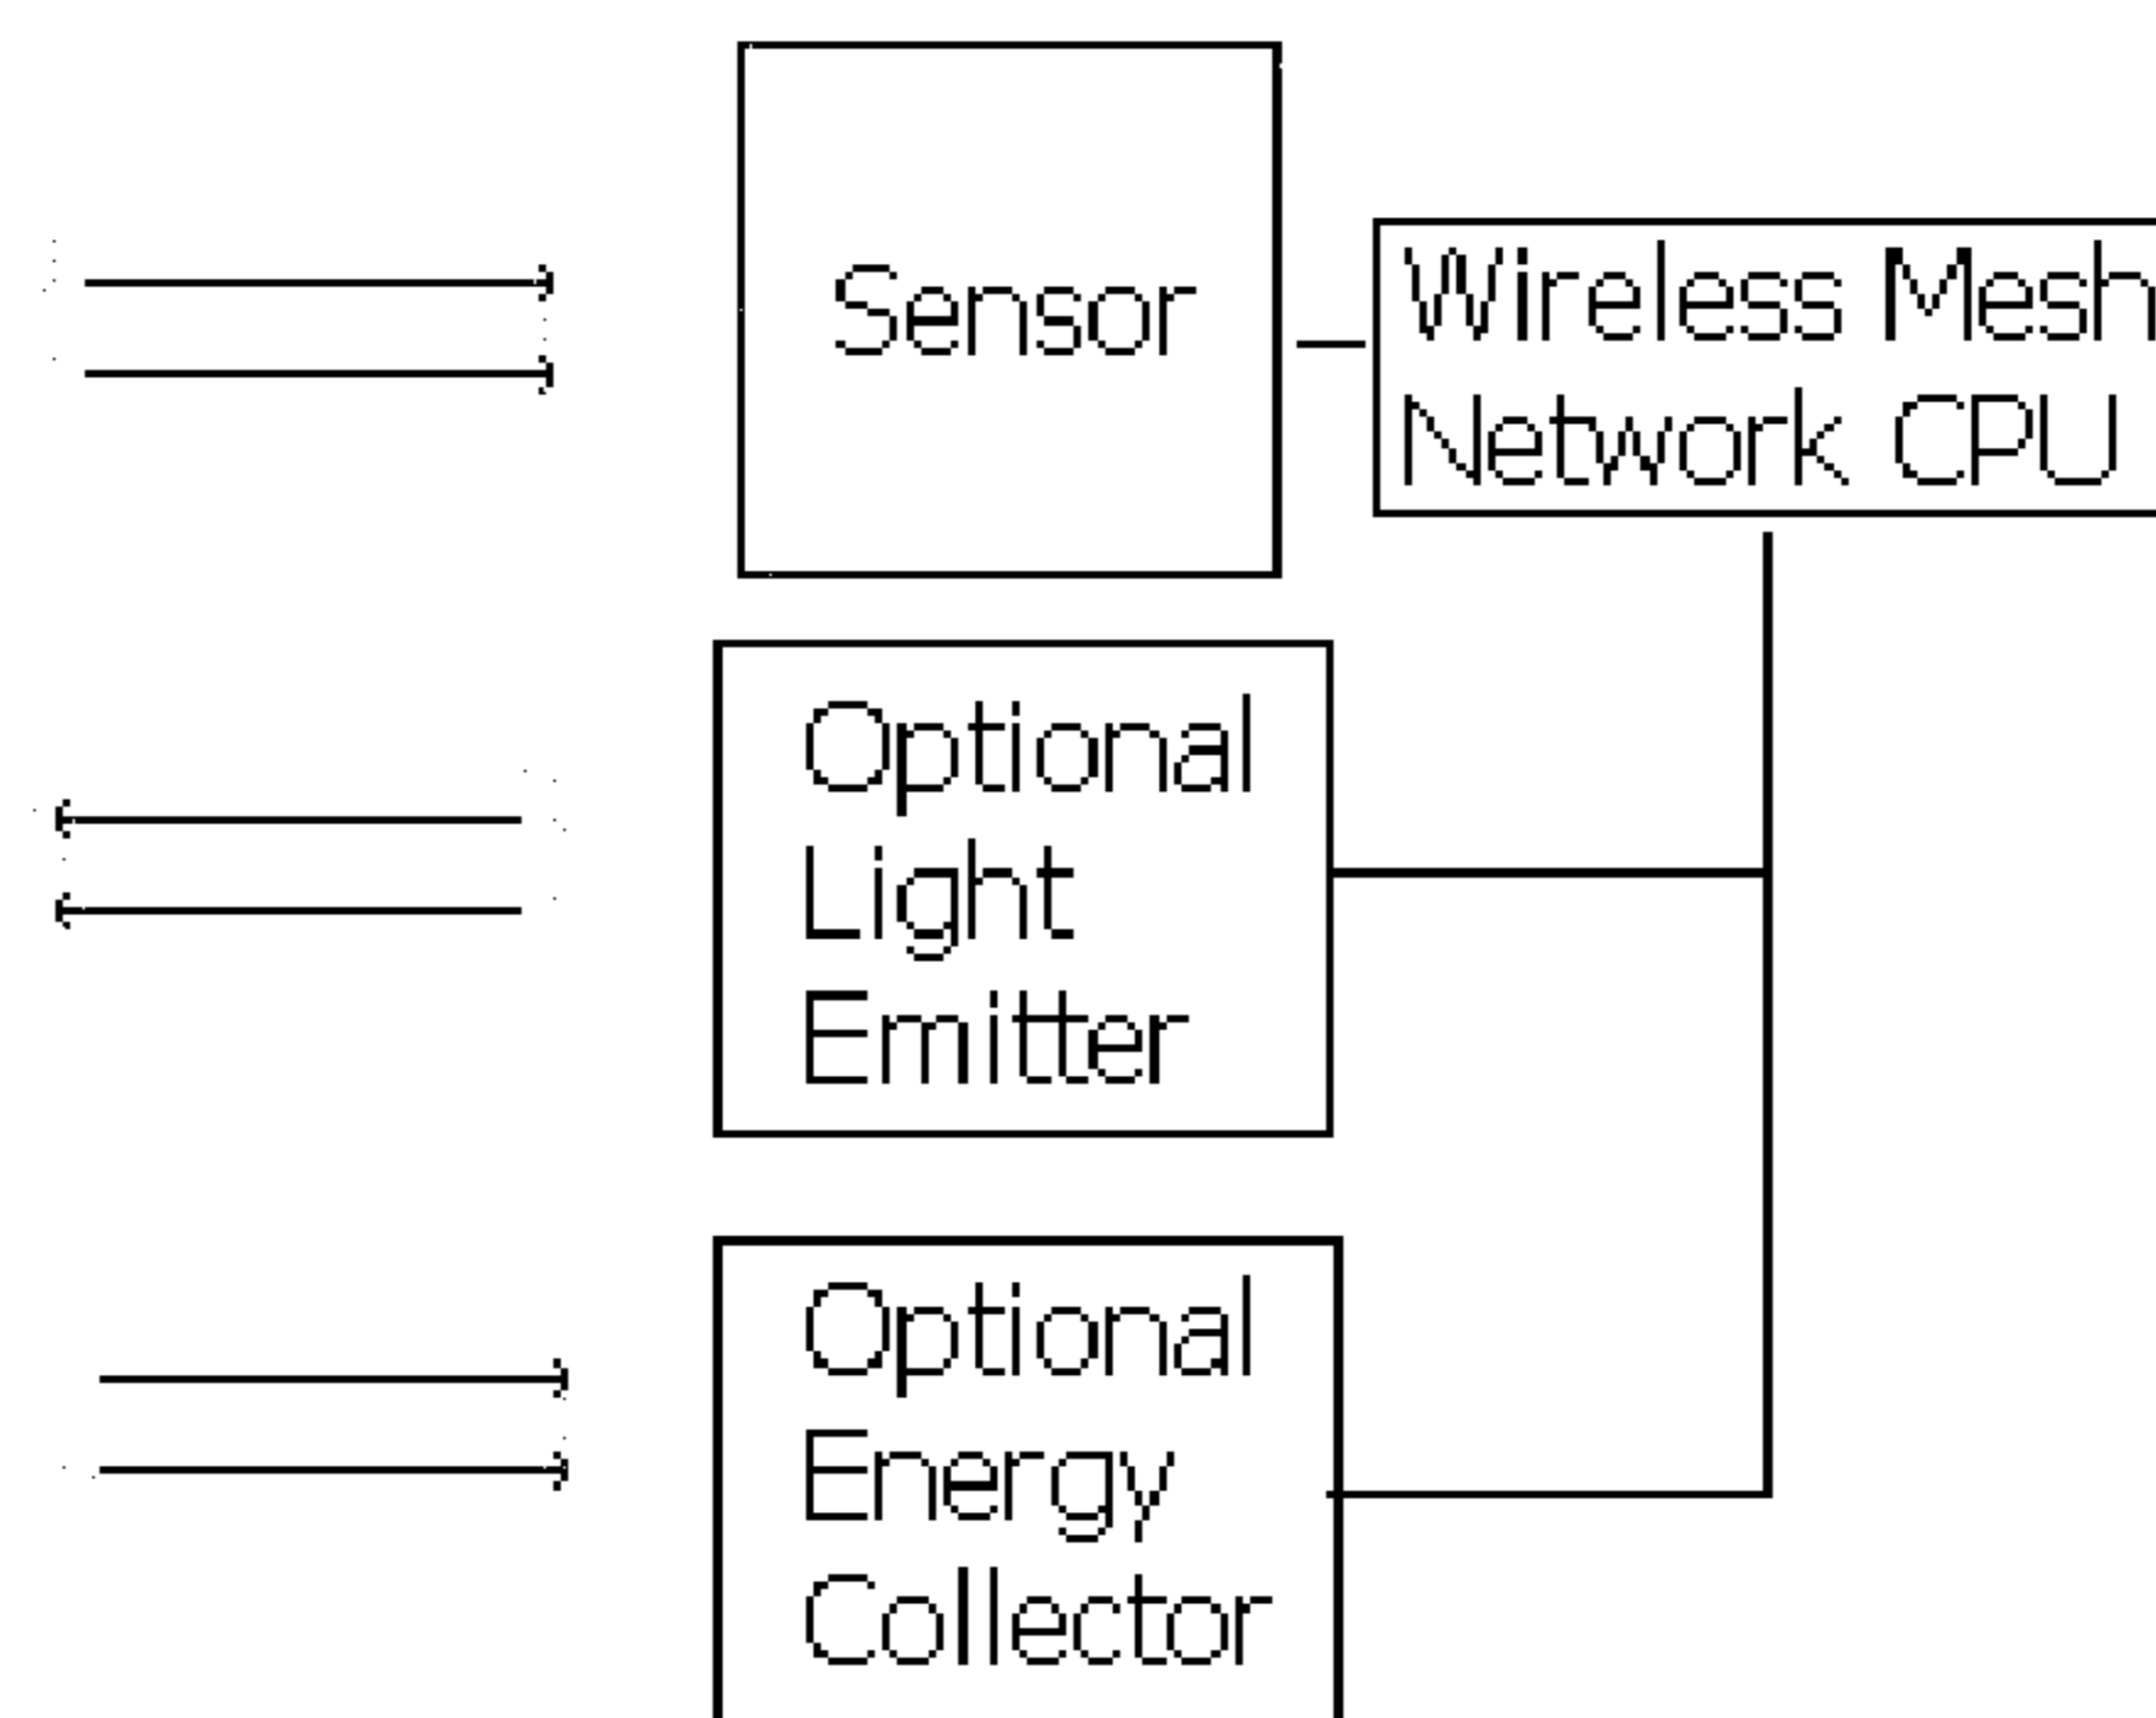 Sensor
Wireless Mesh
Network CPU
Optional
Light
Emitter
Optional
Energy
Collector